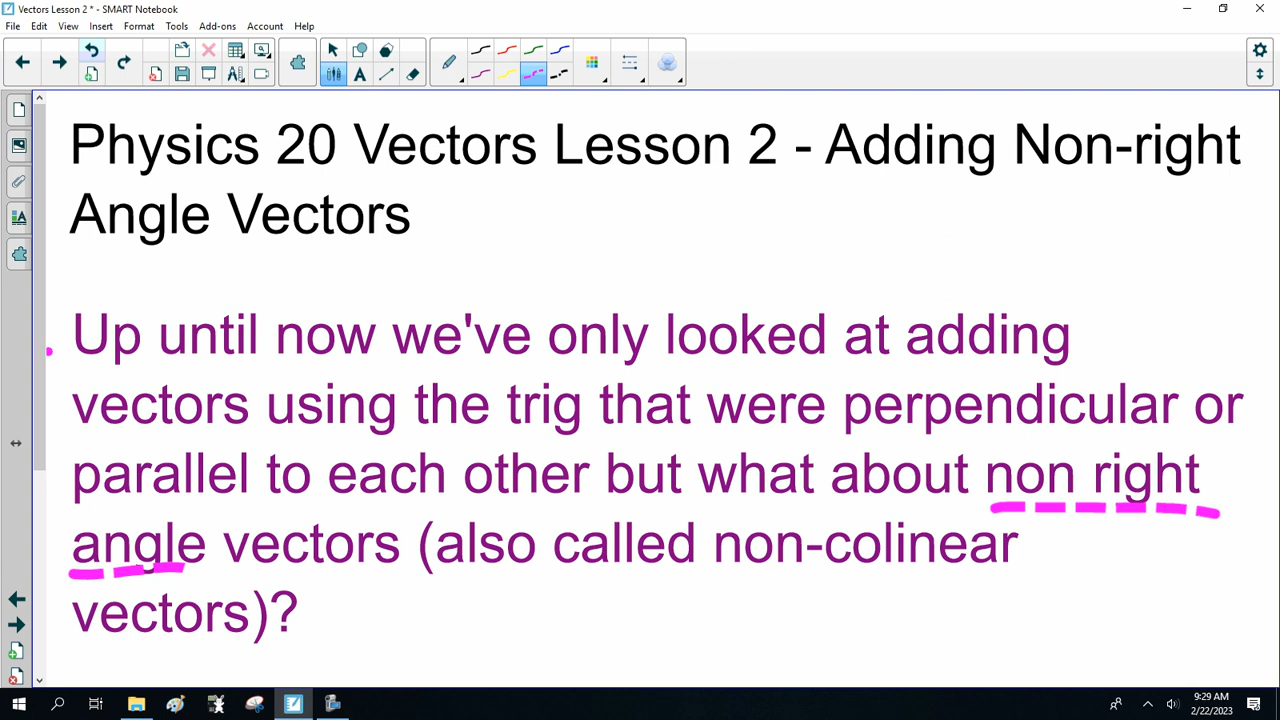 Vectors Lesson 2 * - SMART Notebook
File Edit View Insert Format Tools Add-ons Account Help
Physics 20 Vectors Lesson 2 - Adding Non-right
Angle Vectors
Up until now we've only looked at adding
vectors using the trig that were perpendicular or
parallel to each other but what about non right
angle vectors (also called non-colinear
vectors)?
9:29 AM
2/22/2023